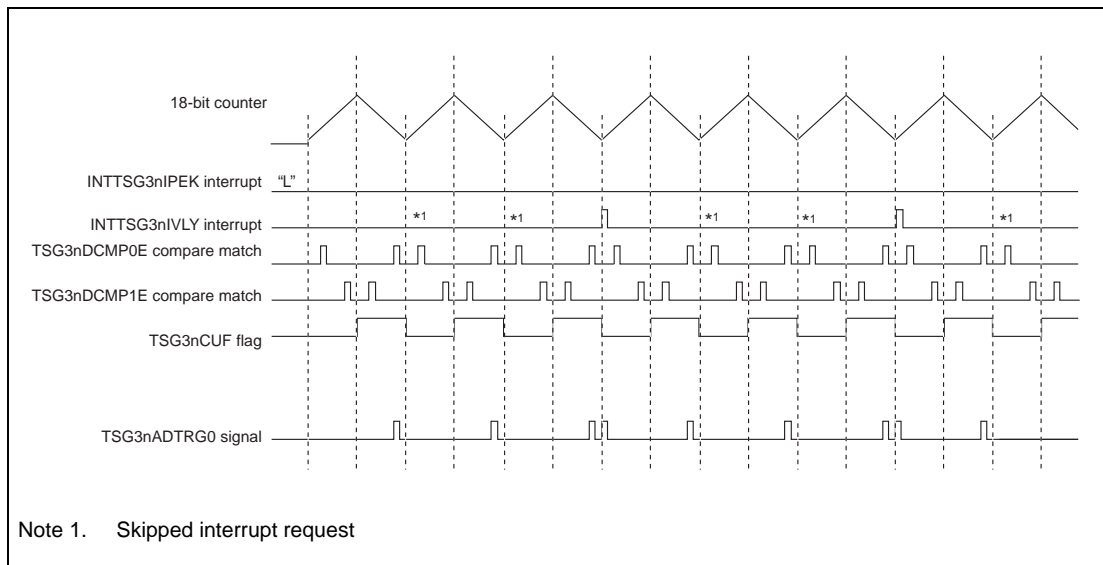 18-bit counter
INTTSG3nIPEK interrupt "L"
INTTSG3nIVLY interrupt *1 *1 *1 *1 *1
TSG3nDCMP0E compare match
TSG3nDCMP1E compare match
TSG3nCUF flag
TSG3nADTRG0 signal
Note 1. Skipped interrupt request